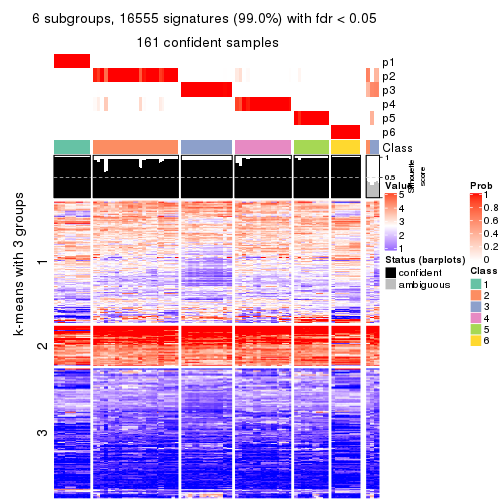 6 subgroups, 16555 signatures (99.0%) with fdr < 0.05
161 confident samples
p1
p2
p3
p4
p5
p6
Class
1
0.5
Silhouette
score
k-means with 3 groups
1
2
3
Value
5
4
3
2
1
Status (barplots)
confident
ambiguous
Prob
1
0.8
0.6
0.4
0.2
0
Class
1
2
3
4
5
6